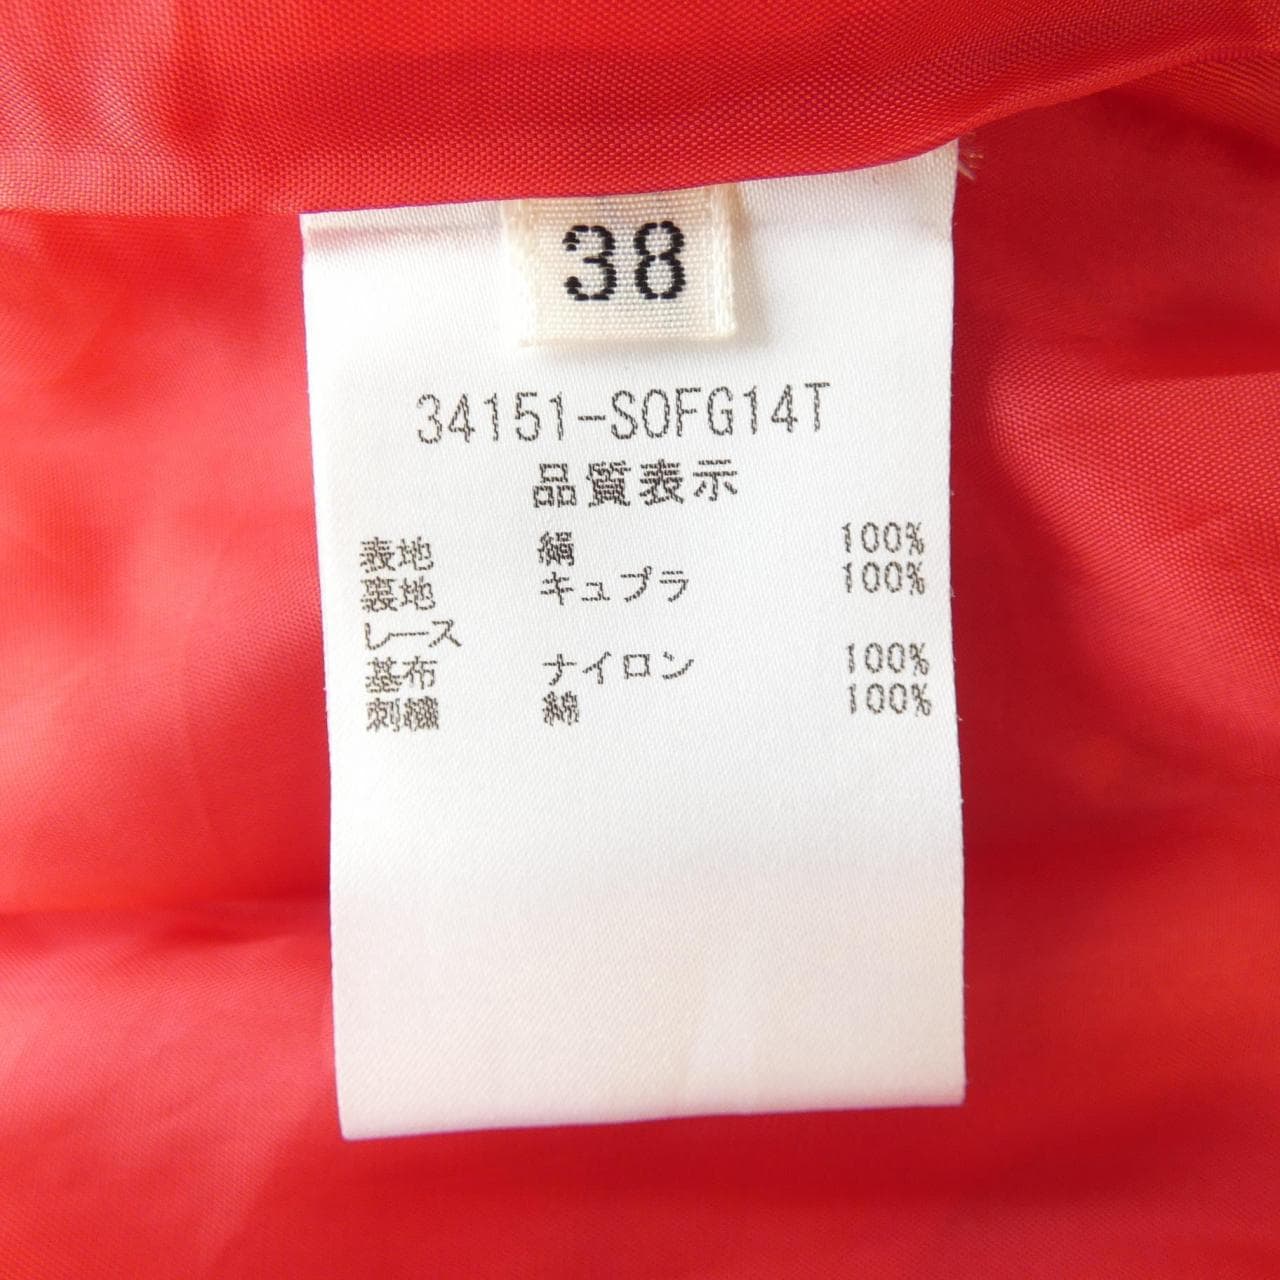 38
34151-SOFG14T
品質表示
表地 絹 100%
裏地 キュプラ 100%
レース
基布 ナイロン 100%
刺繍 綿 100%